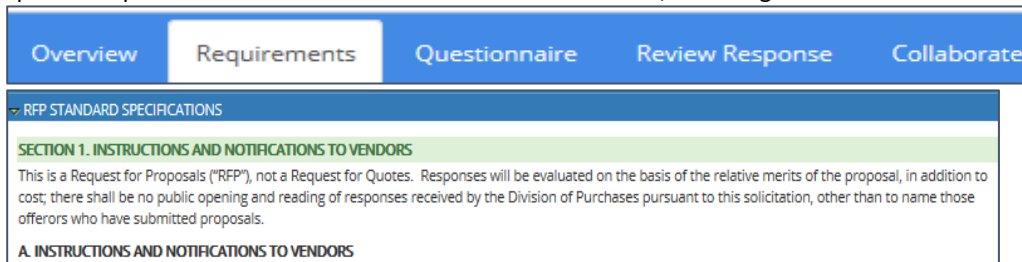 Overview Requirements Questionnaire Review Response Collaborate
RFP STANDARD SPECIFICATIONS
SECTION 1. INSTRUCTIONS AND NOTIFICATIONS TO VENDORS
This is a Request for Proposals ("RFP"), not a Request for Quotes. Responses will be evaluated on the basis of the relative merits of the proposal, in addition to
cost; there shall be no public opening and reading of responses received by the Division of Purchases pursuant to this solicitation, other than to name those
offerors who have submitted proposals.
A. INSTRUCTIONS AND NOTIFICATIONS TO VENDORS